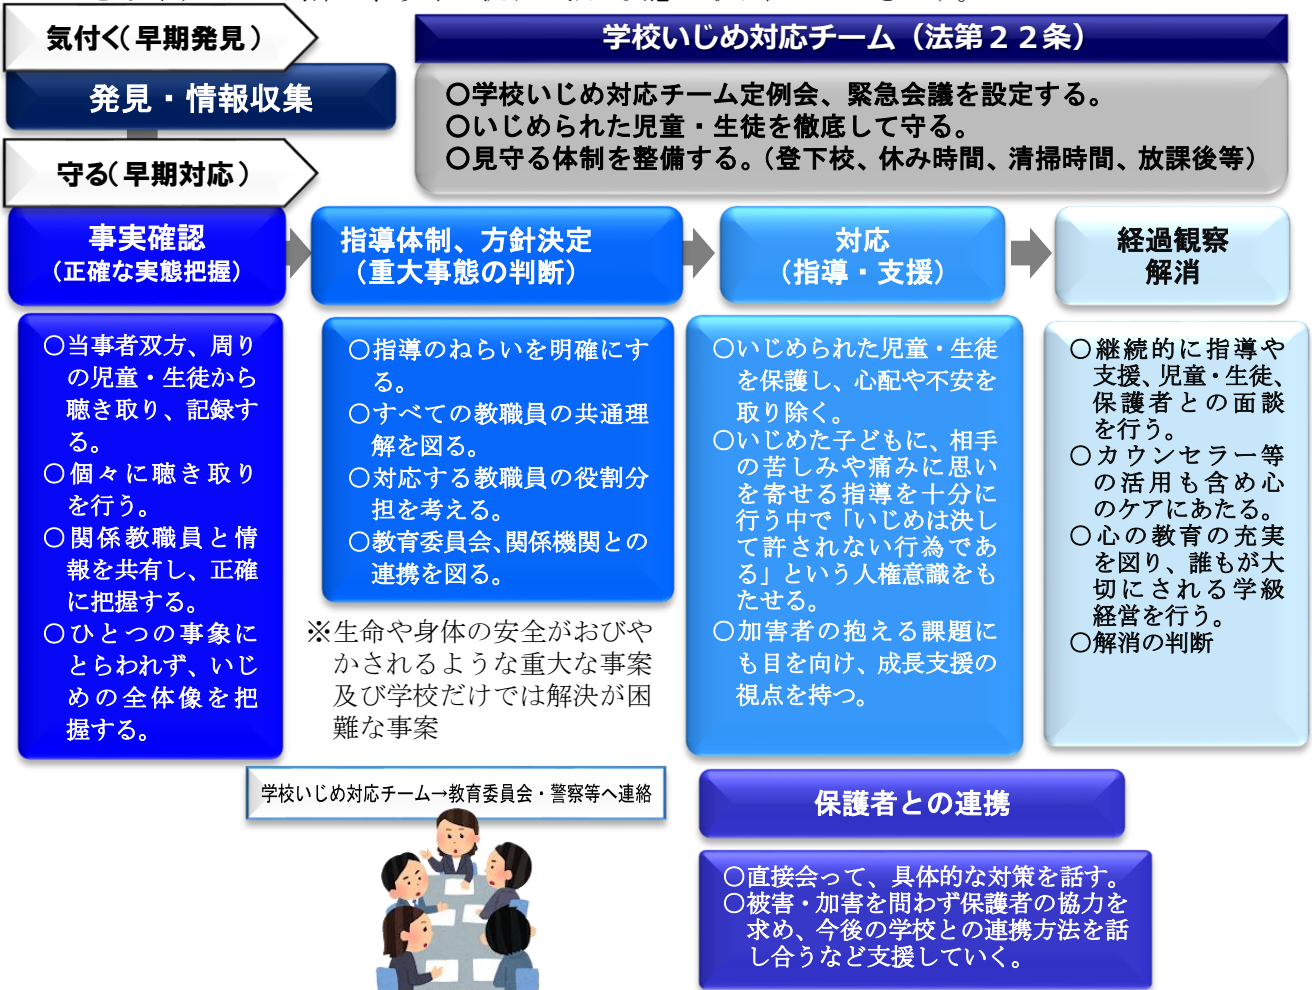 気付く（早期発見）
発見・情報収集
守る（早期対応）
学校いじめ対応チーム（法第２２条）
〇学校いじめ対応チーム定例会、緊急会議を設定する。
〇いじめられた児童・生徒を徹底して守る。
〇見守る体制を整備する。（登下校、休み時間、清掃時間、放課後等）
事実確認
（正確な実態把握）
指導体制、方針決定
（重大事態の判断）
対応
（指導・支援）
経過観察
解消
〇当事者双方、周り
の児童・生徒から
聴き取り、記録す
る。
〇個々に聴き取り
を行う。
〇関係教職員と情
報を共有し、正確
に把握する。
〇ひとつの事象に
とらわれず、いじ
めの全体像を把
握する。
〇指導のねらいを明確にす
る。
〇すべての教職員の共通理
解を図る。
〇対応する教職員の役割分
担を考える。
〇教育委員会、関係機関との
連携を図る。
※生命や身体の安全がおびや
かされるような重大な事案
及び学校だけでは解決が困
難な事案
〇いじめられた児童・生徒
を保護し、心配や不安を
取り除く。
〇いじめた子どもに、相手
の苦しみや痛みに思い
を寄せる指導を十分に
行う中で「いじめは決し
て許されない行為であ
る」という人権意識をも
たせる。
〇加害者の抱える課題に
も目を向け、成長支援の
視点を持つ。
〇継続的に指導や
支援、児童・生徒、
保護者との面談
を行う。
〇カウンセラー等
の活用も含め心
のケアにあたる。
〇心の教育の充実
を図り、誰もが大
切にされる学級
経営を行う。
〇解消の判断
学校いじめ対応チーム→教育委員会・警察等へ連絡
保護者との連携
〇直接会って、具体的な対策を話す。
〇被害・加害を問わず保護者の協力を
求め、今後の学校との連携方法を話
し合うなど支援していく。